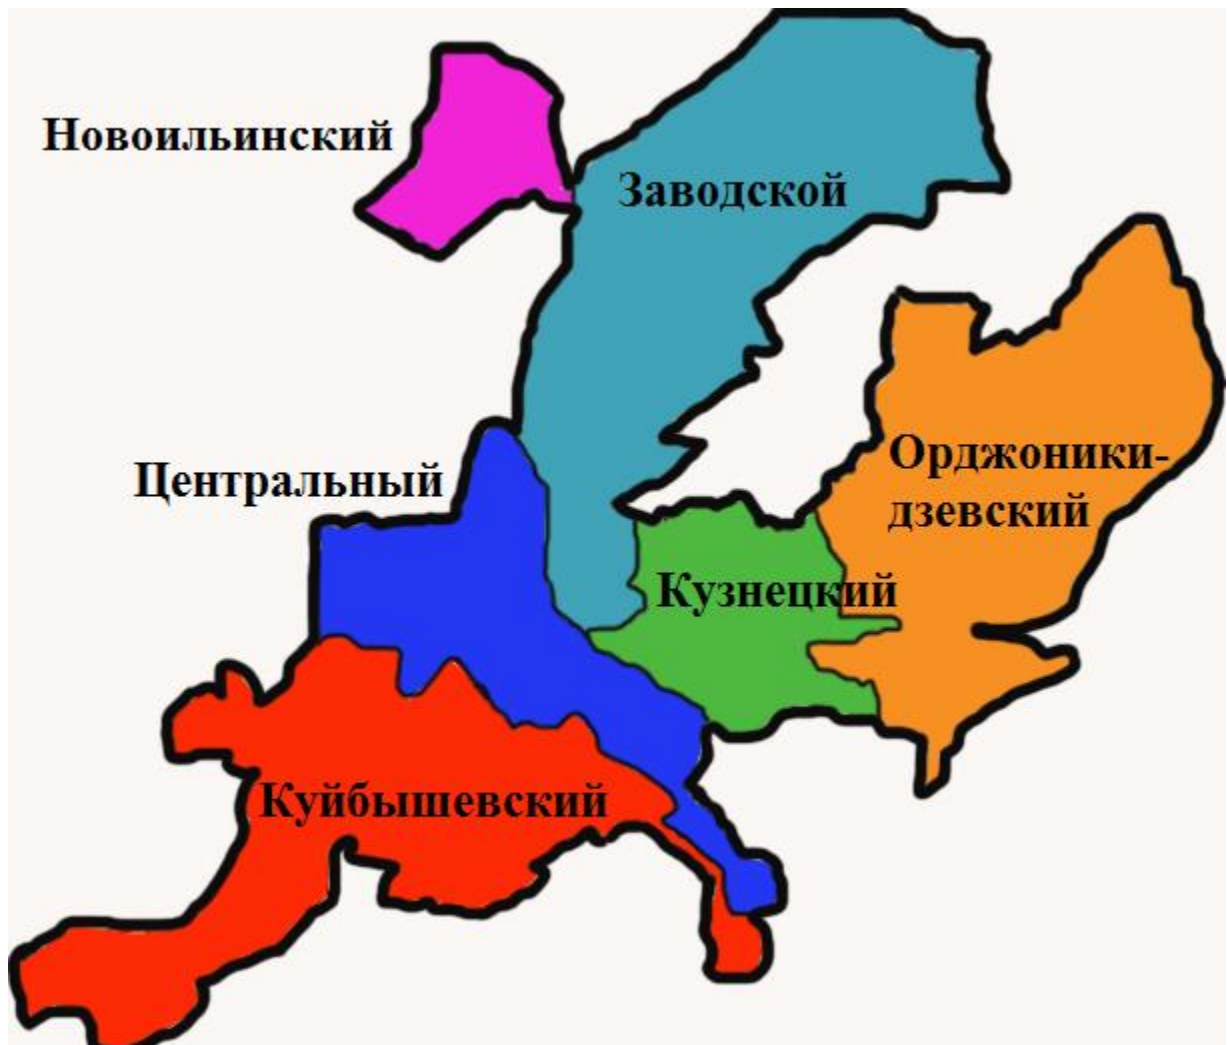 Новоильинский
Заводской
Центральный
Орджоники-
дзевский
Кузнецкий
Куйбышевский